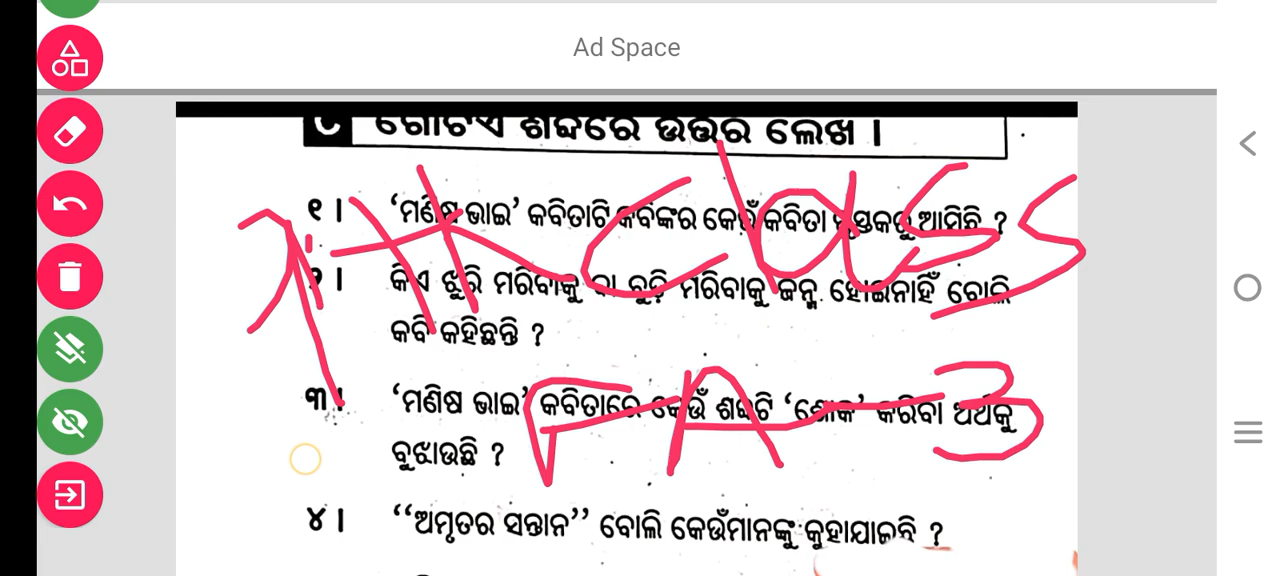 Ad Space
ଗୋଟିଏ ଶବ୍ଦରେ ଉତ୍ତର ଲେଖ ।
୧ । ‘ମଣିଷ ଭାଇ’ କବିତାଟି କବିଙ୍କର କେଉଁ କବିତା ପୁସ୍ତକରୁ ଆସିଛି ?
୨ । କିଏ ଝୁରି ମରିବାକୁ ବା ବୁଡ଼ି ମରିବାକୁ ଜନ୍ମ ହୋଇନାହିଁ ବୋଲି
କବି କହିଛନ୍ତି ?
୩ । ‘ମଣିଷ ଭାଇ’ କବିତାରେ କେଉଁ ଶବ୍ଦଟି ‘ଶୋକ’ କରିବା ଅର୍ଥକୁ
ବୁଝାଉଛି ?
୪ । “ଅମୃତର ସନ୍ତାନ” ବୋଲି କେଉଁମାନଙ୍କୁ କୁହାଯାଇଛି ?
class
FA-3